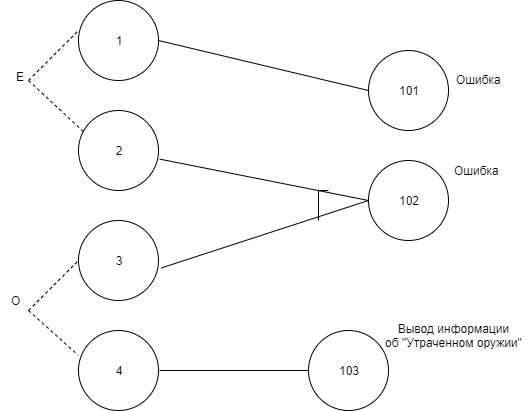 1
101
Ошибка
E
2
Ошибка
102
3
O
Вывод информации
об "Утраченном оружии"
4
103